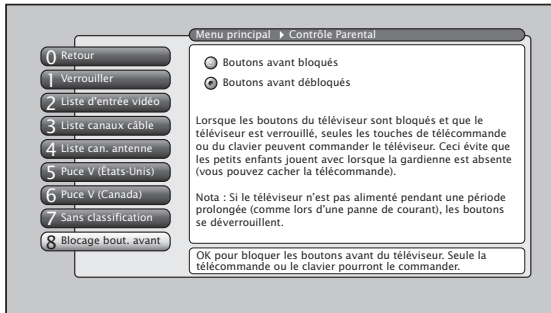 Menu principal ▶ Contrôle Parental
0 Retour
1 Verrouiller
2 Liste d'entrée vidéo
3 Liste canaux câble
4 Liste can. antenne
5 Puce V (États-Unis)
6 Puce V (Canada)
7 Sans classification
8 Blocage bout. avant
Boutons avant bloqués
Boutons avant débloqués
Lorsque les boutons du téléviseur sont bloqués et que le
téléviseur est verrouillé, seules les touches de télécommande
ou du clavier peuvent commander le téléviseur. Ceci évite que
les petits enfants jouent avec lorsque la gardienne est absente
(vous pouvez cacher la télécommande).
Nota : Si le téléviseur n'est pas alimenté pendant une période
prolongée (comme lors d'une panne de courant), les boutons
se déverrouillent.
OK pour bloquer les boutons avant du téléviseur. Seule la
télécommande ou le clavier pourront le commander.